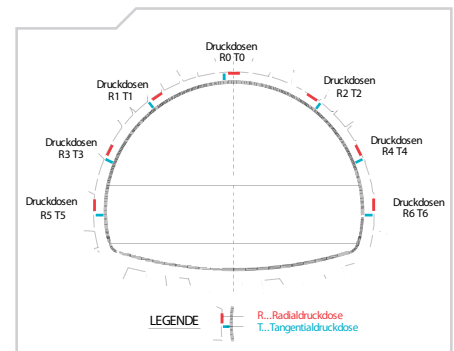 Druckdosen
R0 T0
Druckdosen
R1 T1
Druckdosen
R2 T2
Druckdosen
R3 T3
Druckdosen
R4 T4
Druckdosen
R5 T5
Druckdosen
R6 T6
LEGENDE
R...Radialdruckdose
T...Tangentialdruckdose